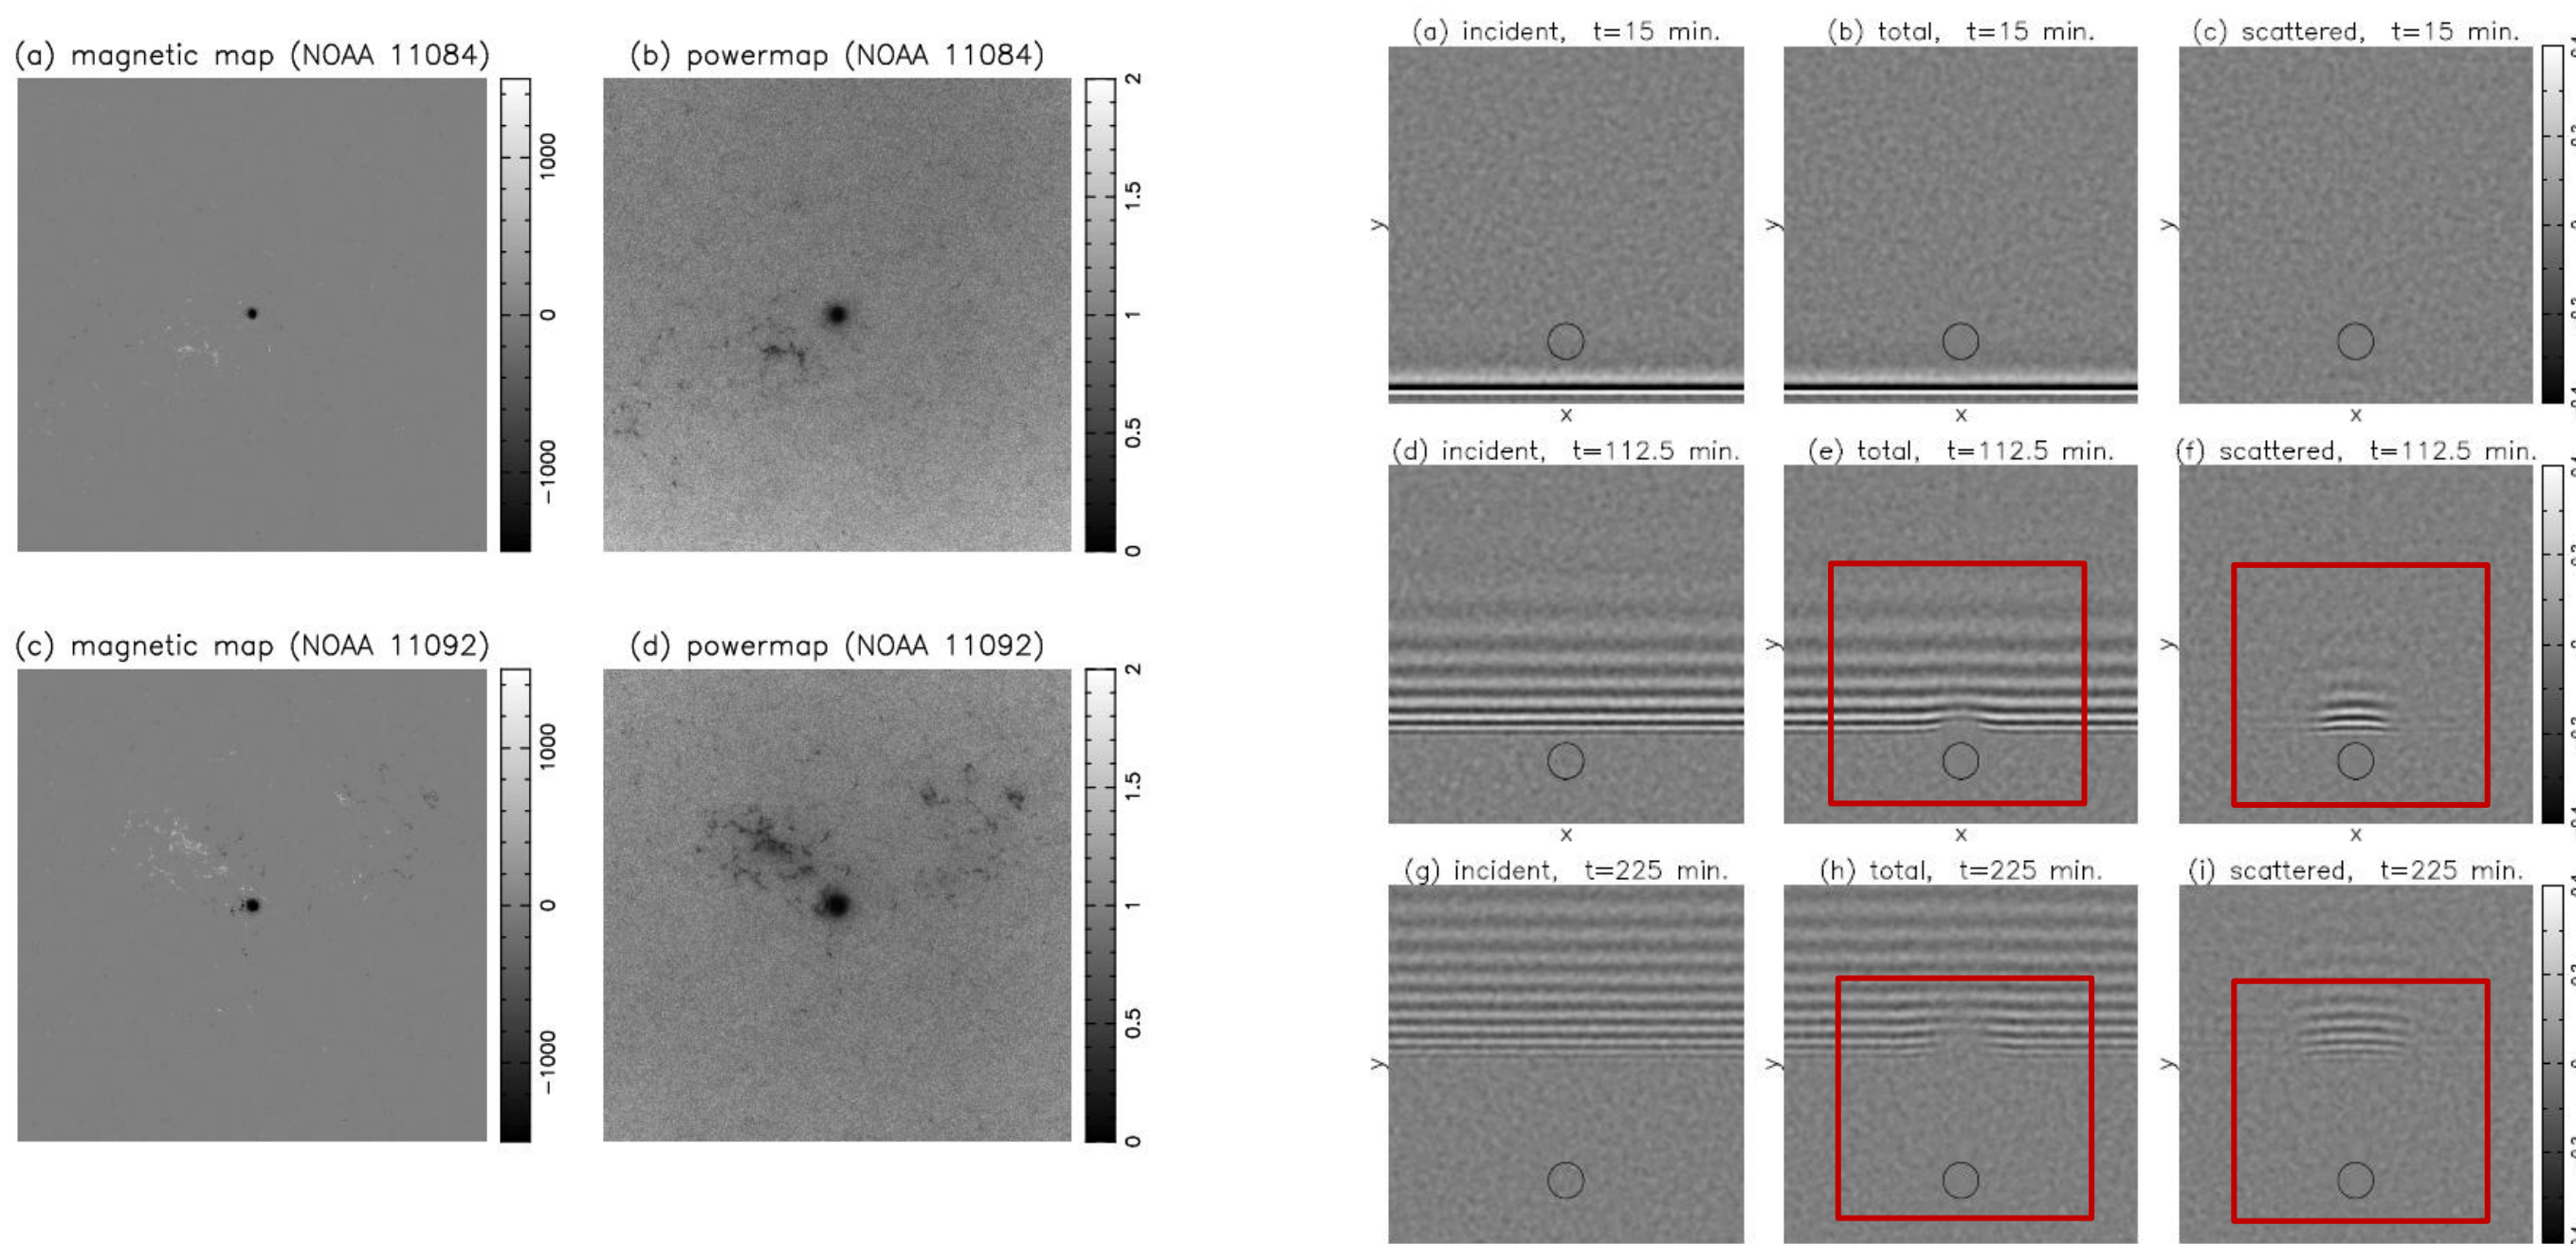 (a) magnetic map (NOAA 11084)
1000
0
−1000
(b) powermap (NOAA 11084)
2
1.5
1
0.5
0
(c) magnetic map (NOAA 11092)
1000
0
−1000
(d) powermap (NOAA 11092)
2
1.5
1
0.5
0
(a) incident, t=15 min.
y
x
(b) total, t=15 min.
y
x
(c) scattered, t=15 min.
y
x
(d) incident, t=112.5 min.
x
(e) total, t=112.5 min.
y
x
(f) scattered, t=112.5 min.
y
x
(g) incident, t=225 min.
(h) total, t=225 min.
y
(i) scattered, t=225 min.
y